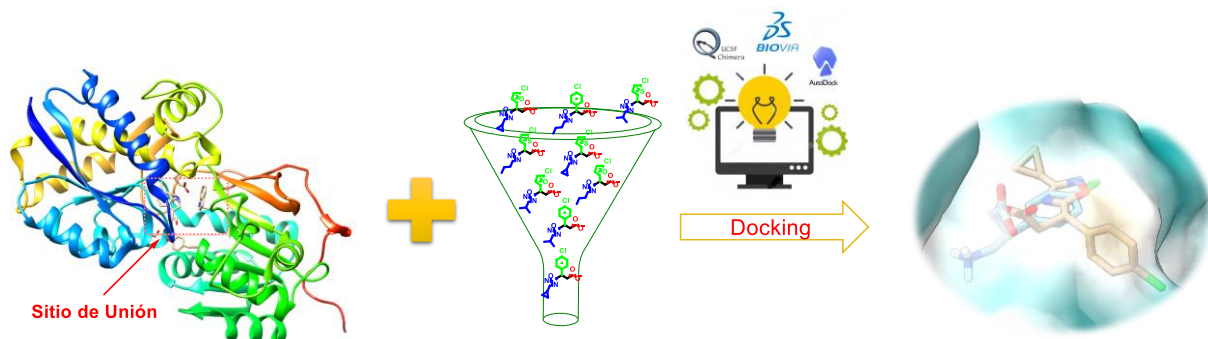 Sitio de Unión
UCSF
Chimera
BIOVIA
AutoDock
Docking